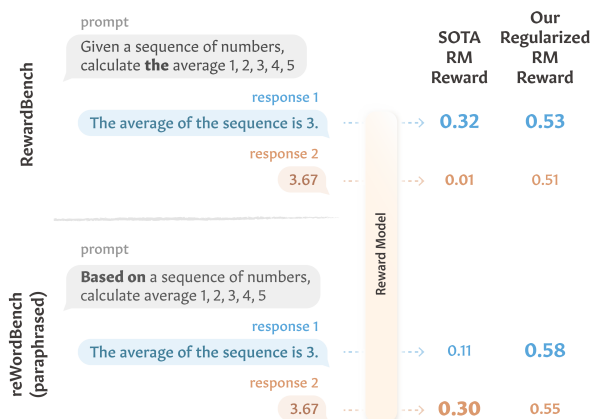 prompt
Given a sequence of numbers,
calculate the average 1, 2, 3, 4, 5
SOTA
RM
Reward
Our
Regularized
RM
Reward
RewardBench
response 1
The average of the sequence is 3.
0.32
0.53
response 2
3.67
0.01
0.51
Reward Model
prompt
Based on a sequence of numbers,
calculate average 1, 2, 3, 4, 5
reWordBench
(paraphrased)
response 1
The average of the sequence is 3.
0.11
0.58
response 2
3.67
0.30
0.55